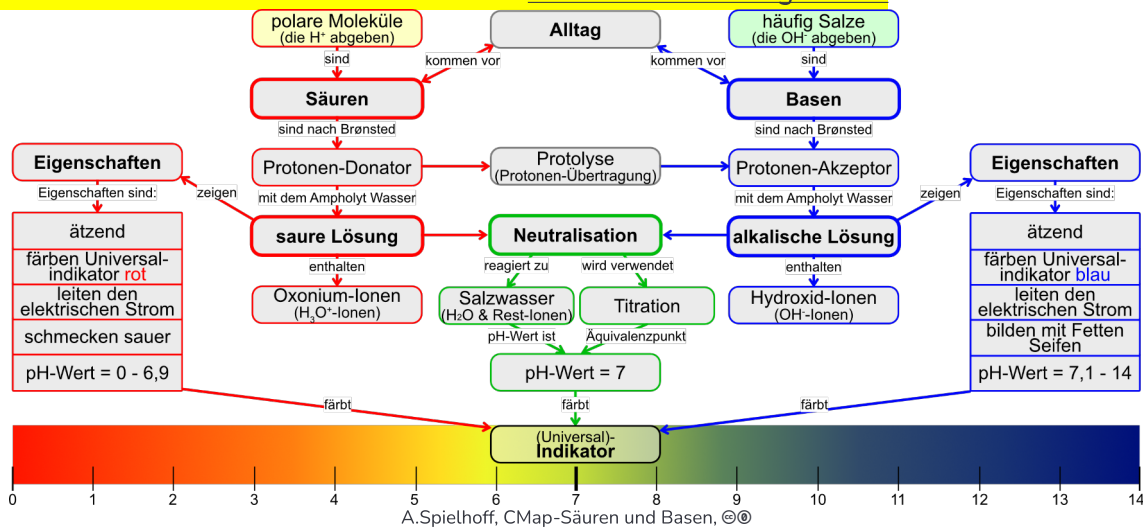 polare Moleküle
(die H⁺ abgeben)
Alltag
häufig Salze
(die OH⁻ abgeben)
sind
kommen vor
kommen vor
sind
Säuren
Basen
sind nach Brønsted
sind nach Brønsted
Eigenschaften
Protonen-Donator
Protolyse
(Protonen-Übertragung)
Protonen-Akzeptor
Eigenschaften
Eigenschaften sind:
zeigen
mit dem Ampholyt Wasser
mit dem Ampholyt Wasser
zeigen
Eigenschaften sind:
ätzend
färben Universal-
indikator rot
leiten den
elektrischen Strom
schmecken sauer
pH-Wert = 0 - 6,9
saure Lösung
Neutralisation
alkalische Lösung
enthalten
reagiert zu
wird verwendet
enthalten
Oxonium-Ionen
(H₃O⁺-Ionen)
Salzwasser
(H₂O & Rest-Ionen)
Titration
Hydroxid-Ionen
(OH⁻-Ionen)
pH-Wert ist
Äquivalenzpunkt
pH-Wert = 7
ätzend
färben Universal-
indikator blau
leiten den
elektrischen Strom
bilden mit Fetten
Seifen
pH-Wert = 7,1 - 14
färbt
färbt
färbt
(Universal)-
Indikator
0 1 2 3 4 5 6 7 8 9 10 11 12 13 14
A.Spielhoff, CMap-Säuren und Basen,